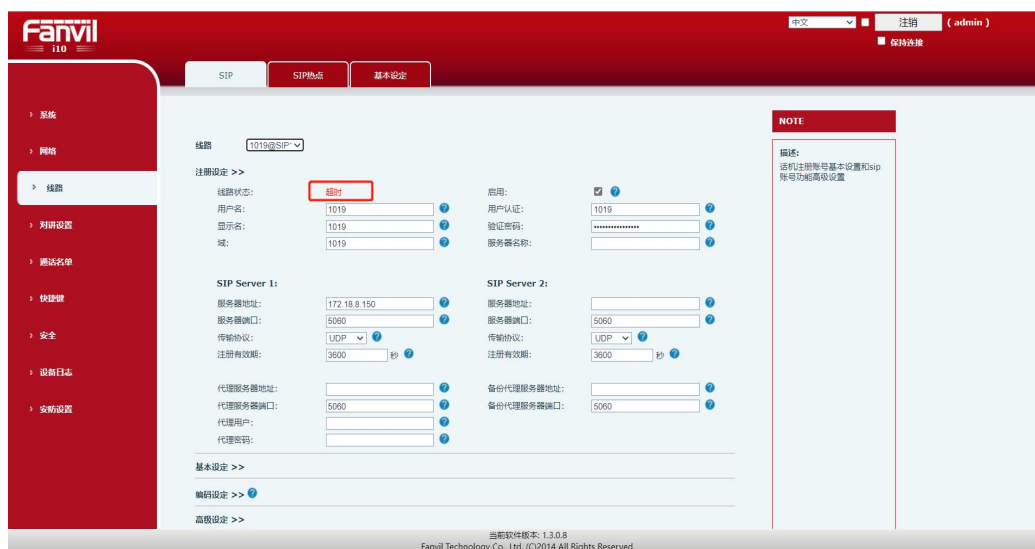 Fanvil
i10
中文
注销
( admin )
保持连接
SIP
SIP热点
基本设定
› 系统
› 网络
› 线路
› 对讲设置
› 通话名单
› 快捷键
› 安全
› 设备日志
› 安防设置
线路 1019@SIP1
注册设定 >>
线路状态: 超时 启用:
用户名: 1019 用户认证: 1019
显示名: 1019 验证密码: ••••••••••••••••
域: 1019 服务器名称:
SIP Server 1: SIP Server 2:
服务器地址: 172.18.8.150 服务器地址:
服务器端口: 5060 服务器端口: 5060
传输协议: UDP 传输协议: UDP
注册有效期: 3600 秒 注册有效期: 3600 秒
代理服务器地址: 备份代理服务器地址:
代理服务器端口: 5060 备份代理服务器端口: 5060
代理用户:
代理密码:
基本设定 >>
编码设定 >>
高级设定 >>
NOTE
描述:
话机注册账号基本设置和sip
账号功能高级设置
当前软件版本: 1.3.0.8
Fanvil Technology Co., Ltd. (C)2014 All Rights Reserved.